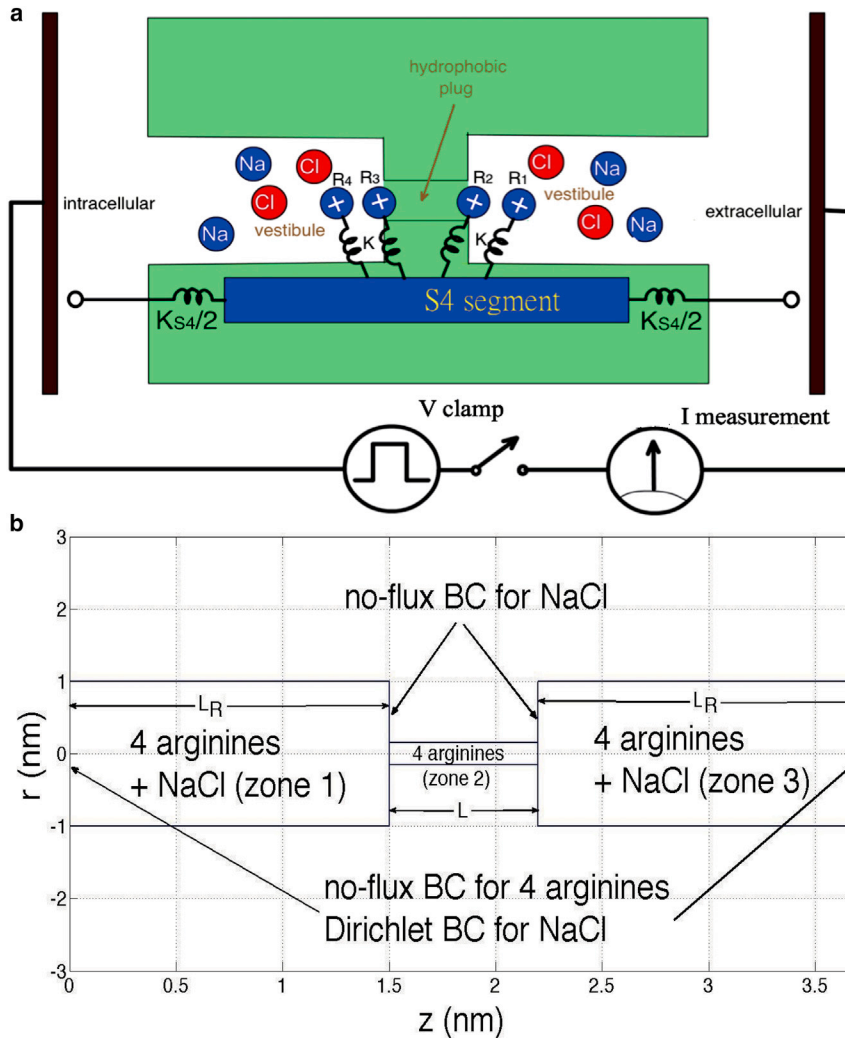 a
hydrophobic
plug
Na
Cl
Cl
Na
R4
R3
R2
R1
vestibule
intracellular
extracellular
Cl
vestibule
Cl
Na
Na
K
K
S4 segment
KS4/2
KS4/2
V clamp
I measurement
b
3
2
1
0
-1
-2
-3
r (nm)
no-flux BC for NaCl
LR
LR
4 arginines
+ NaCl (zone 1)
4 arginines
(zone 2)
L
4 arginines
+ NaCl (zone 3)
no-flux BC for 4 arginines
Dirichlet BC for NaCl
0
0.5
1
1.5
2
2.5
3
3.5
z (nm)